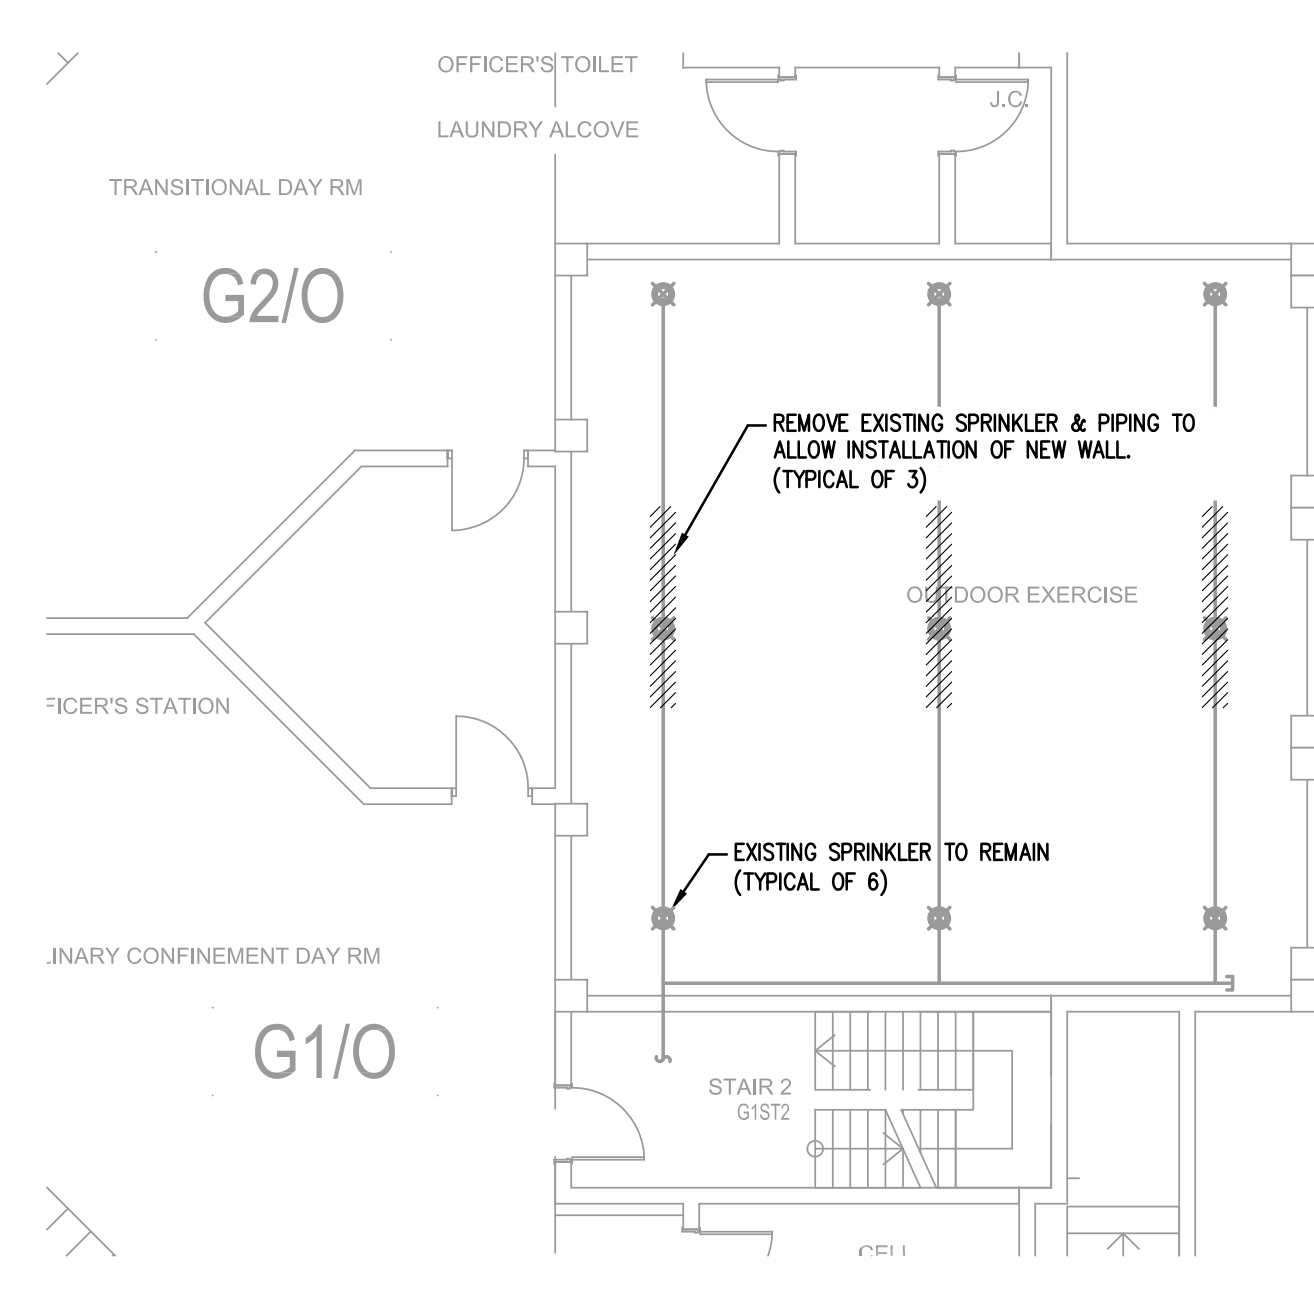 OFFICER'S TOILET
J.C.
LAUNDRY ALCOVE
TRANSITIONAL DAY RM
G2/O
REMOVE EXISTING SPRINKLER & PIPING TO
ALLOW INSTALLATION OF NEW WALL.
(TYPICAL OF 3)
OUTDOOR EXERCISE
FICER'S STATION
EXISTING SPRINKLER TO REMAIN
(TYPICAL OF 6)
LINARY CONFINEMENT DAY RM
G1/O
STAIR 2
G1ST2
CELL